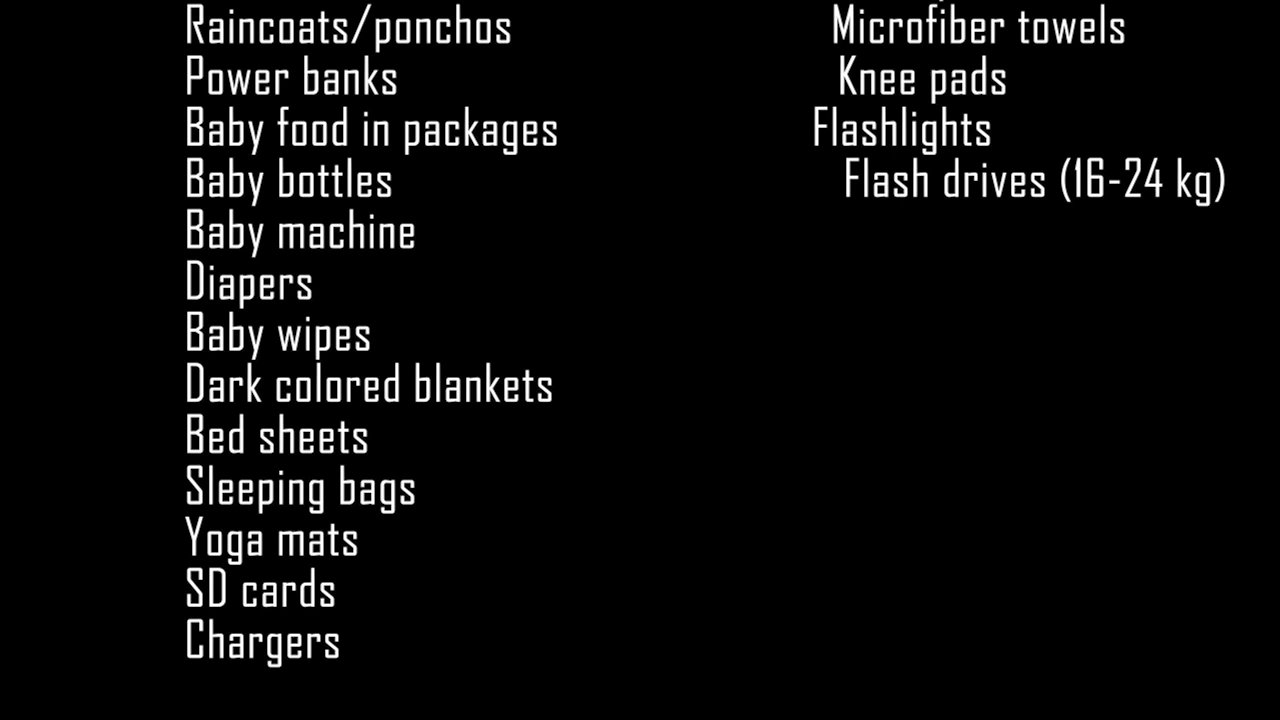 Raincoats/ponchos
Power banks
Baby food in packages
Baby bottles
Baby machine
Diapers
Baby wipes
Dark colored blankets
Bed sheets
Sleeping bags
Yoga mats
SD cards
Chargers
Microfiber towels
Knee pads
Flashlights
Flash drives (16-24 kg)